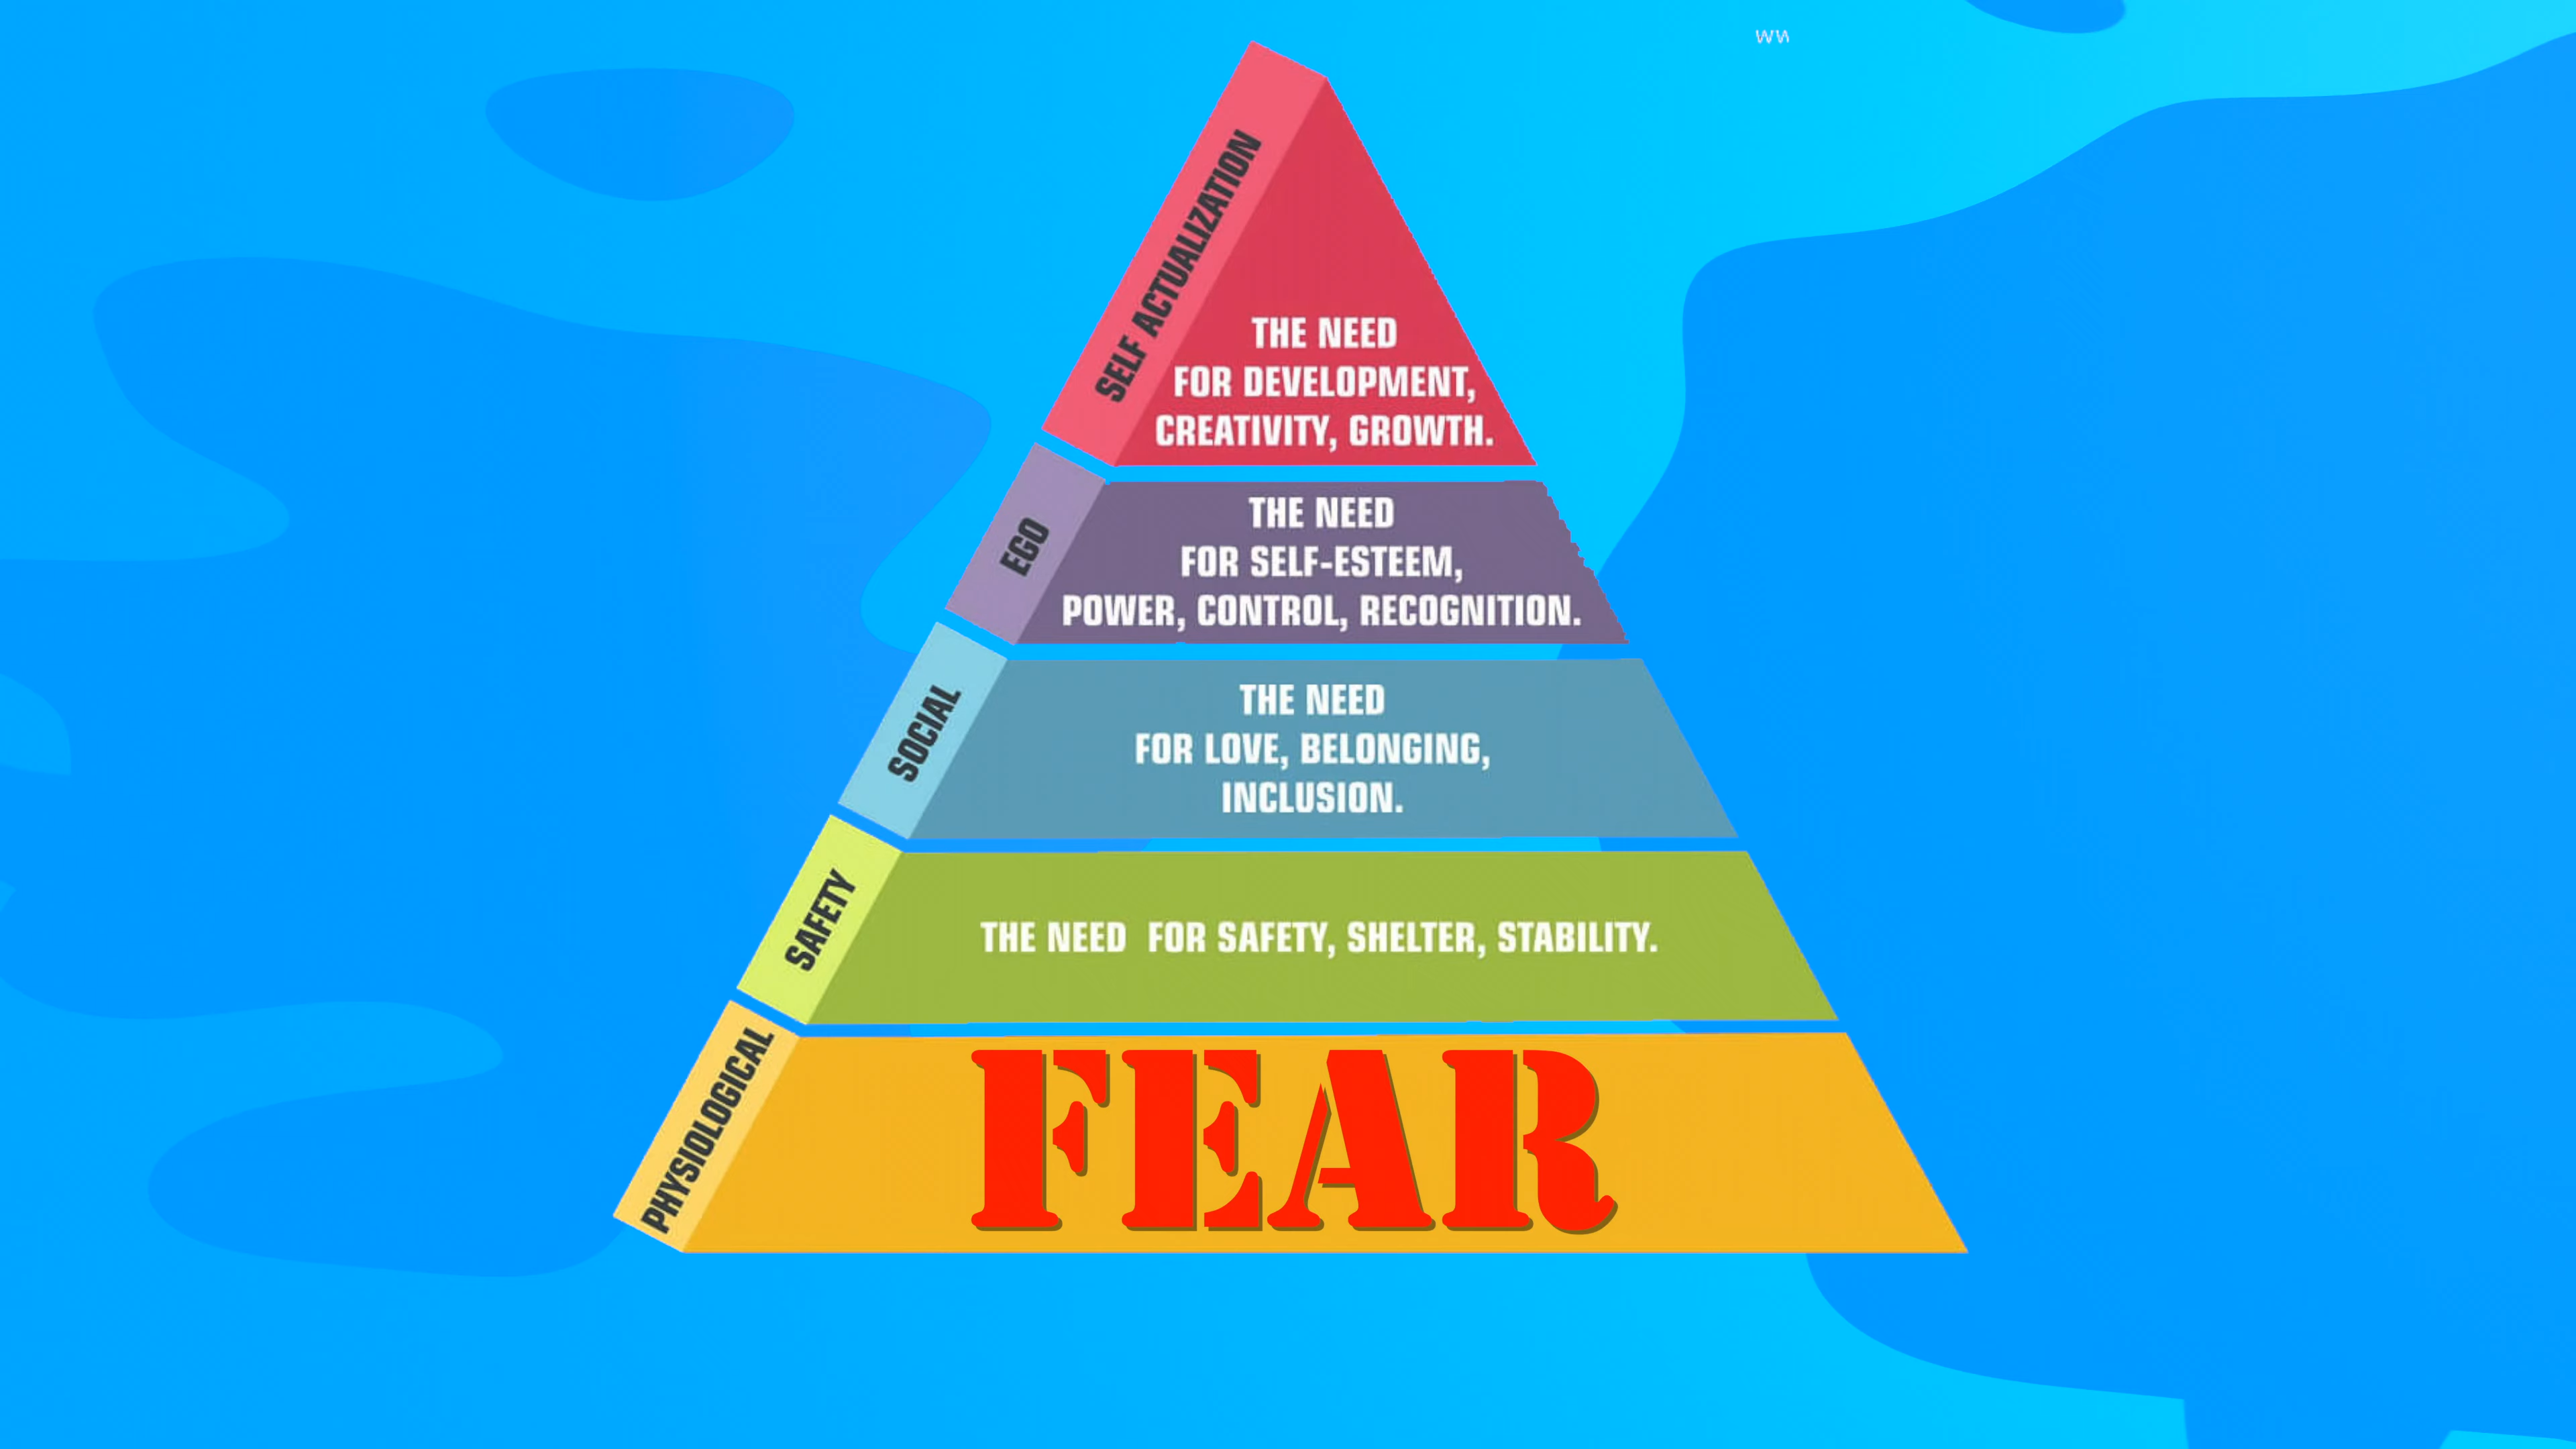 WW
SELF ACTUALIZATION
THE NEED
FOR DEVELOPMENT,
CREATIVITY, GROWTH.
EGO
THE NEED
FOR SELF-ESTEEM,
POWER, CONTROL, RECOGNITION.
SOCIAL
THE NEED
FOR LOVE, BELONGING,
INCLUSION.
SAFETY
THE NEED FOR SAFETY, SHELTER, STABILITY.
PHYSIOLOGICAL
FEAR